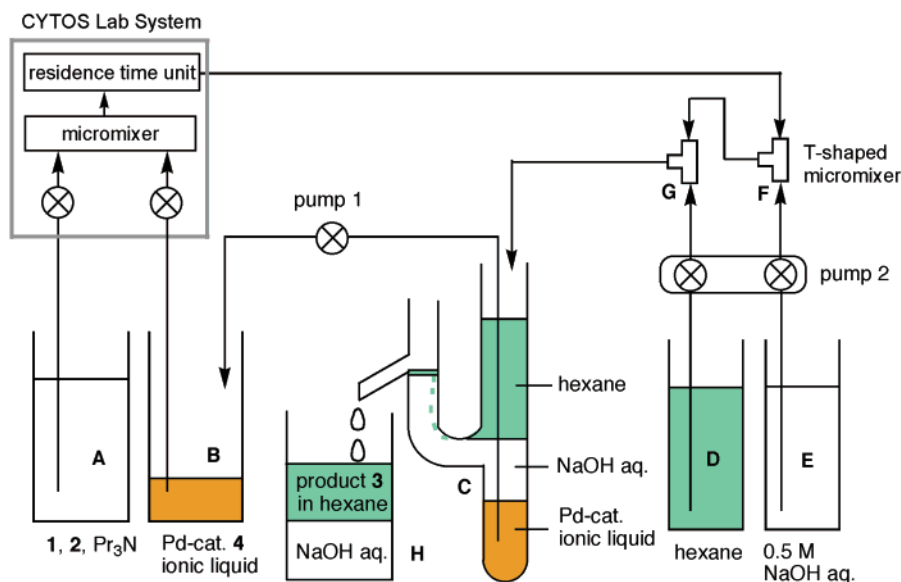 CYTOS Lab System
residence time unit
micromixer
T-shaped
micromixer
G
F
pump 1
pump 2
hexane
A
B
D
E
product 3
in hexane
NaOH aq.
C
NaOH aq.
H
Pd-cat.
ionic liquid
1, 2, Pr₃N
Pd-cat. 4
ionic liquid
hexane
0.5 M
NaOH aq.